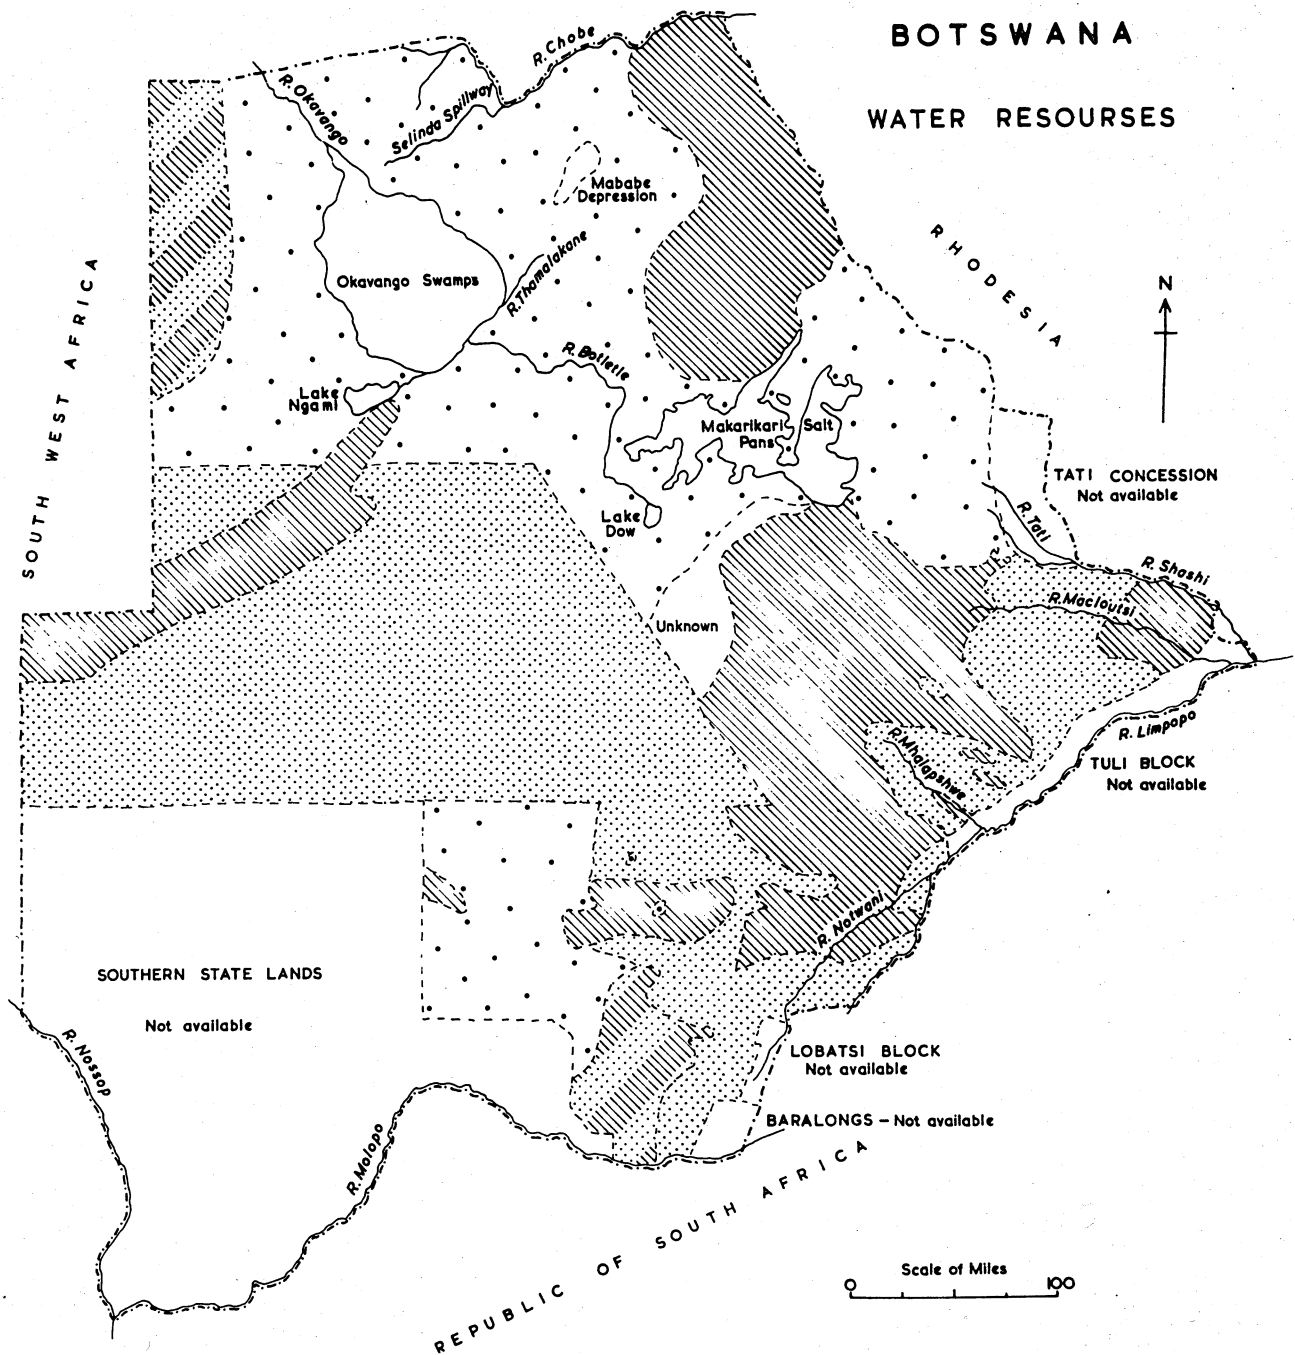 BOTSWANA
WATER RESOURSES
R. Chobe
R. Okavango
Selinda Spillway
Mababe
Depression
Okavango Swamps
R. Thamalakane
RHODESIA
N
SOUTH WEST AFRICA
R. Botletle
Lake
Ngami
Makarikari Salt
Pans
TATI CONCESSION
Not available
Lake
Dow
R. Tati
R. Shashi
R. Macloutsi
Unknown
R. Limpopo
R. Mhalapshwe
TULI BLOCK
Not available
R. Notwani
SOUTHERN STATE LANDS
Not available
R. Nossop
LOBATSI BLOCK
Not available
BARALONGS – Not available
R. Molopo
REPUBLIC OF SOUTH AFRICA
Scale of Miles
0 100